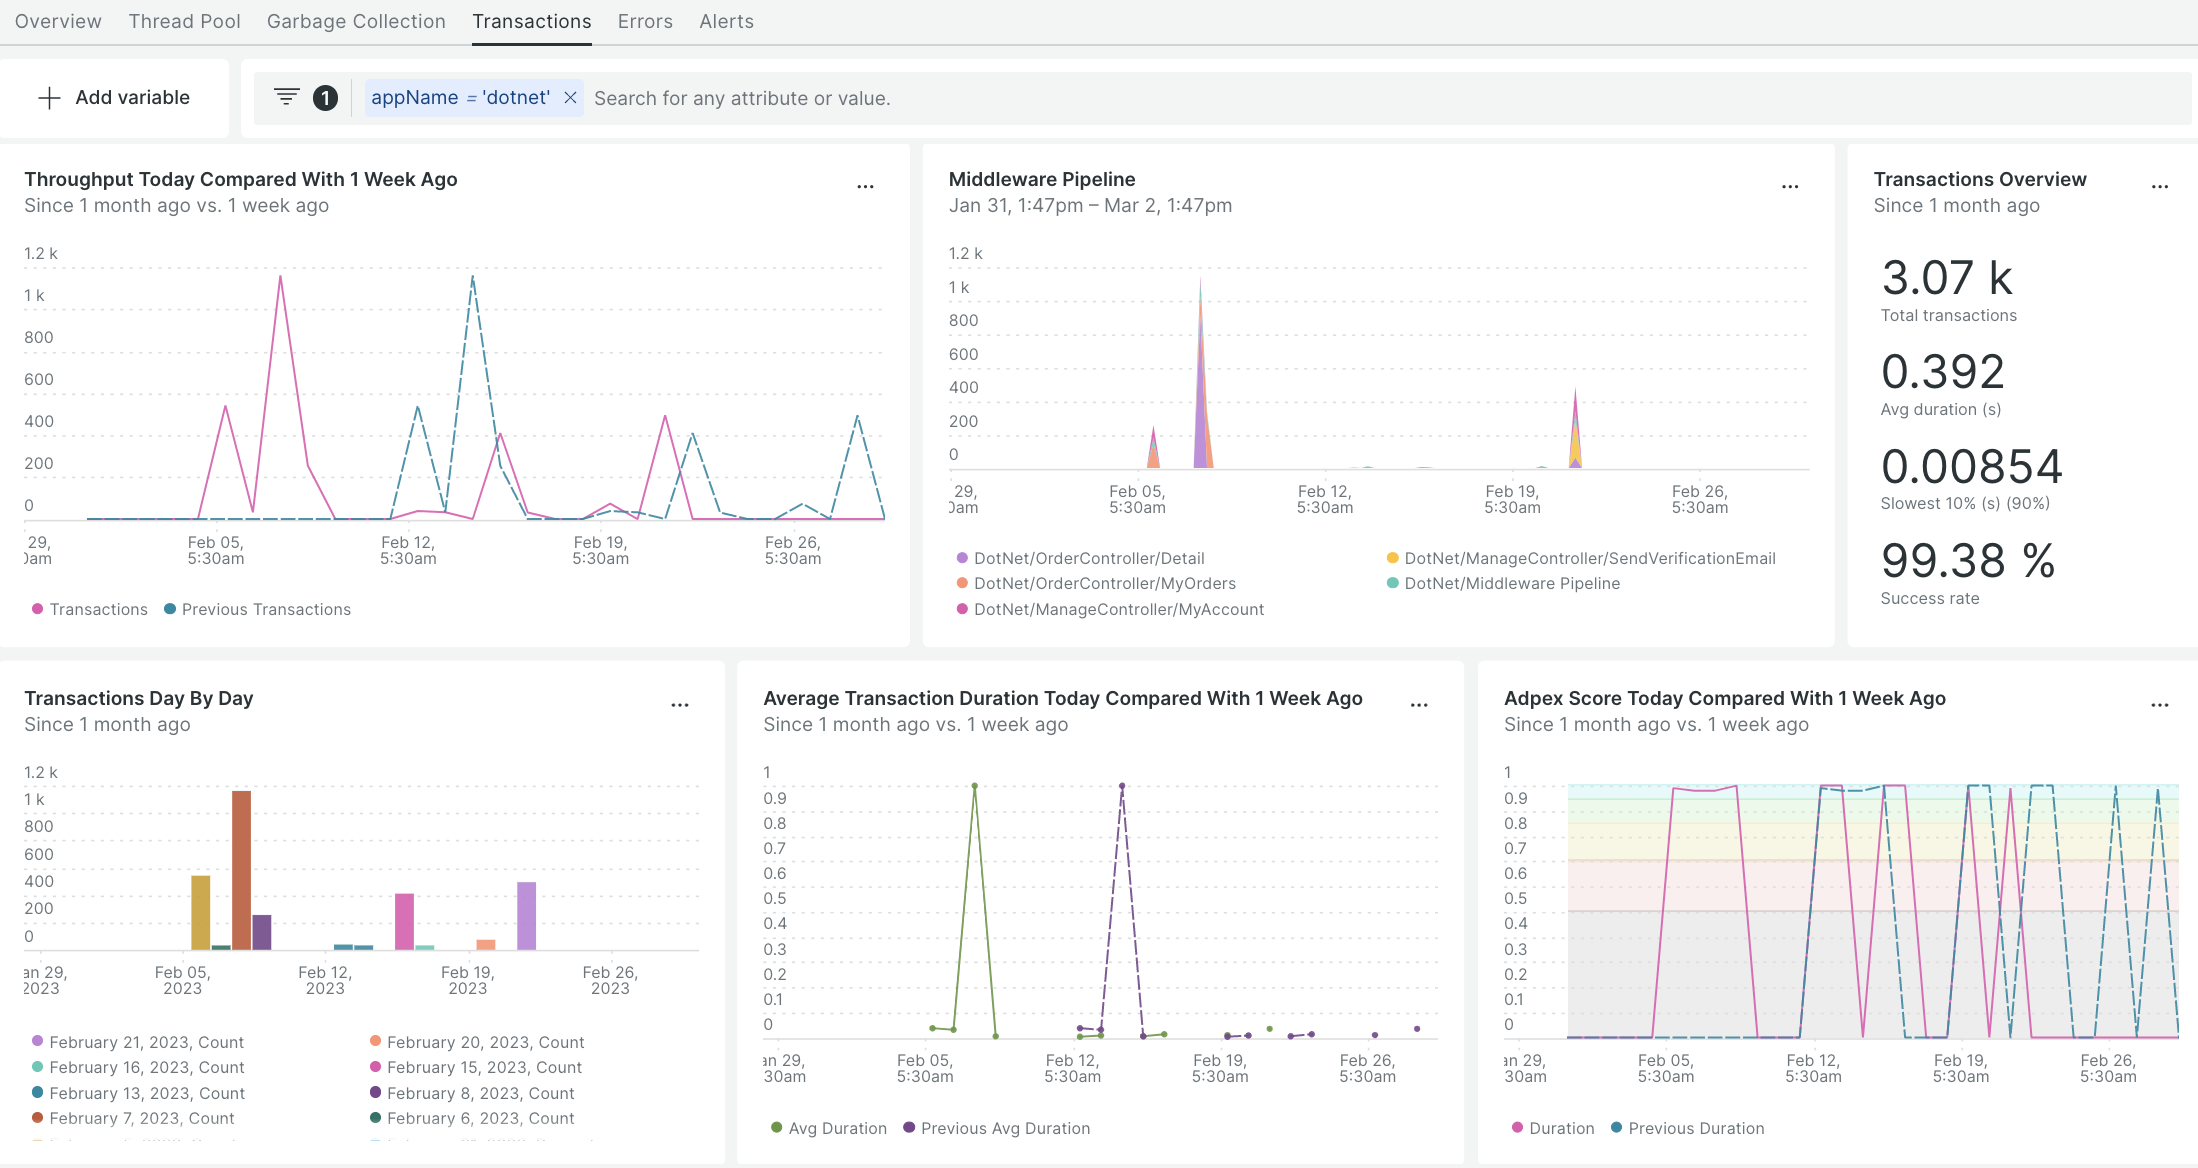 Overview Thread Pool Garbage Collection Transactions Errors Alerts
Add variable
1 appName = 'dotnet' Search for any attribute or value.
Throughput Today Compared With 1 Week Ago
Since 1 month ago vs. 1 week ago
1.2 k
1 k
800
600
400
200
0
29, Feb 05, Feb 12, Feb 19, Feb 26,
0am 5:30am 5:30am 5:30am 5:30am
Transactions Previous Transactions
Middleware Pipeline
Jan 31, 1:47pm – Mar 2, 1:47pm
1.2 k
1 k
800
600
400
200
0
29, Feb 05, Feb 12, Feb 19, Feb 26,
0am 5:30am 5:30am 5:30am 5:30am
DotNet/OrderController/Detail DotNet/ManageController/SendVerificationEmail
DotNet/OrderController/MyOrders DotNet/Middleware Pipeline
DotNet/ManageController/MyAccount
Transactions Overview
Since 1 month ago
3.07 k
Total transactions
0.392
Avg duration (s)
0.00854
Slowest 10% (s) (90%)
99.38 %
Success rate
Transactions Day By Day
Since 1 month ago
1.2 k
1 k
800
600
400
200
0
an 29, Feb 05, Feb 12, Feb 19, Feb 26,
2023 2023 2023 2023 2023
February 21, 2023, Count February 20, 2023, Count
February 16, 2023, Count February 15, 2023, Count
February 13, 2023, Count February 8, 2023, Count
February 7, 2023, Count February 6, 2023, Count
Average Transaction Duration Today Compared With 1 Week Ago
Since 1 month ago vs. 1 week ago
1
0.9
0.8
0.7
0.6
0.5
0.4
0.3
0.2
0.1
0
an 29, Feb 05, Feb 12, Feb 19, Feb 26,
30am 5:30am 5:30am 5:30am 5:30am
Avg Duration Previous Avg Duration
Adpex Score Today Compared With 1 Week Ago
Since 1 month ago vs. 1 week ago
1
0.9
0.8
0.7
0.6
0.5
0.4
0.3
0.2
0.1
0
an 29, Feb 05, Feb 12, Feb 19, Feb 26,
30am 5:30am 5:30am 5:30am 5:30am
Duration Previous Duration